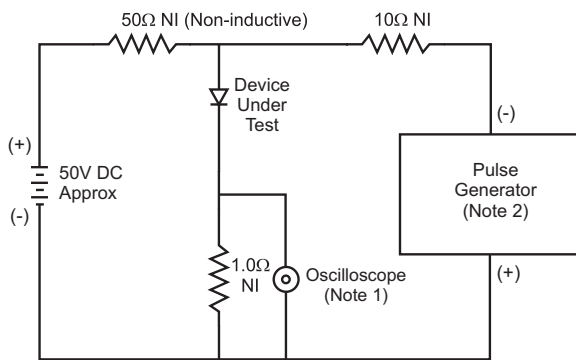 50Ω NI (Non-inductive)
10Ω NI
Device
Under
Test
(-)
(+)
50V DC
Approx
(-)
Pulse
Generator
(Note 2)
1.0Ω
NI
Oscilloscope
(Note 1)
(+)